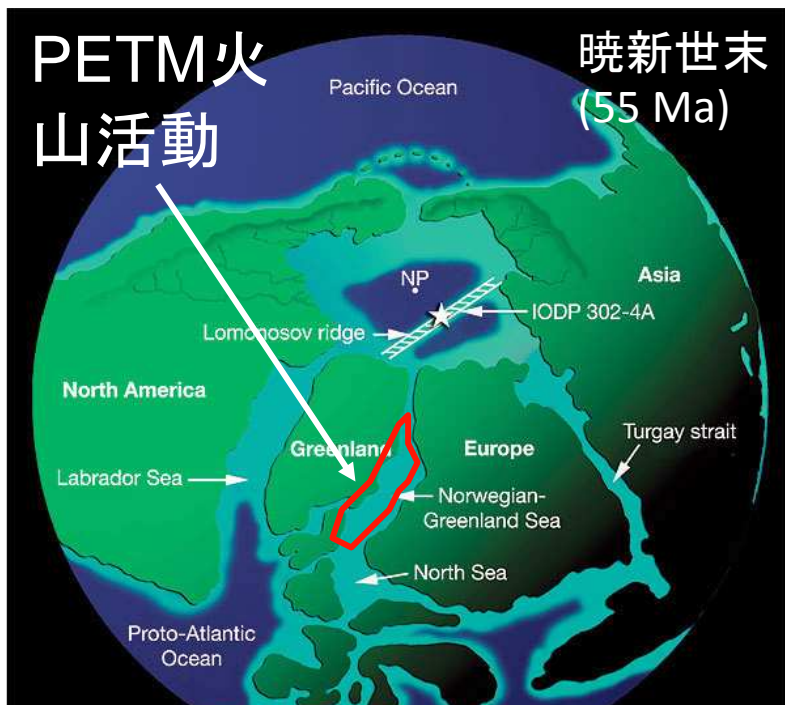 PETM火
山活動
暁新世末
(55 Ma)
Pacific Ocean
NP
Asia
IODP 302-4A
Lomonosov ridge
North America
Greenland
Europe
Turgay strait
Labrador Sea
Norwegian-
Greenland Sea
North Sea
Proto-Atlantic
Ocean